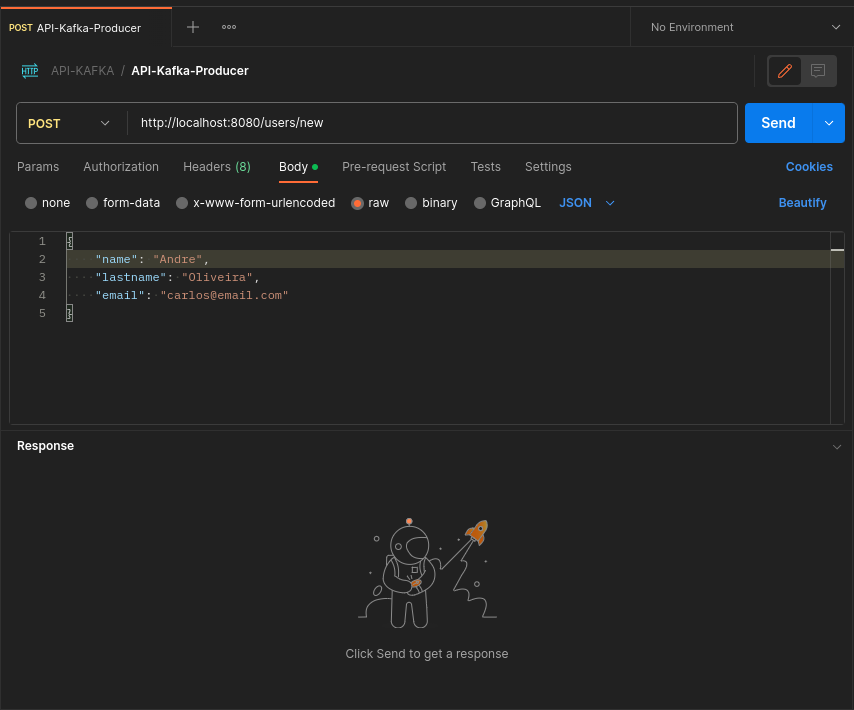 POST API-Kafka-Producer
No Environment
HTTP API-KAFKA / API-Kafka-Producer
POST http://localhost:8080/users/new Send
Params Authorization Headers (8) Body Pre-request Script Tests Settings Cookies
none form-data x-www-form-urlencoded raw binary GraphQL JSON Beautify
1 {
2 "name": "Andre",
3 "lastname": "Oliveira",
4 "email": "carlos@email.com"
5 }
Response
Click Send to get a response